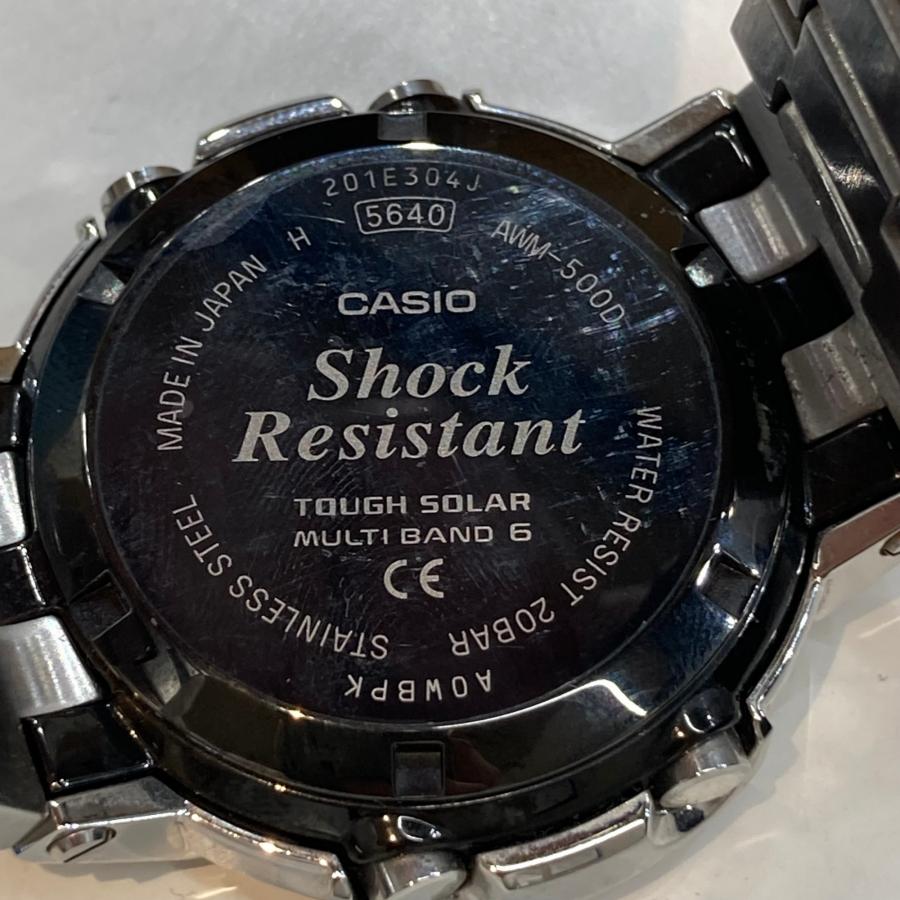 201E304J
5640
H
AWM-500D
CASIO
Shock
Resistant
TOUGH SOLAR
MULTI BAND 6
CE
MADE IN JAPAN
WATER RESIST 20BAR
STAINLESS STEEL
AOWBPK